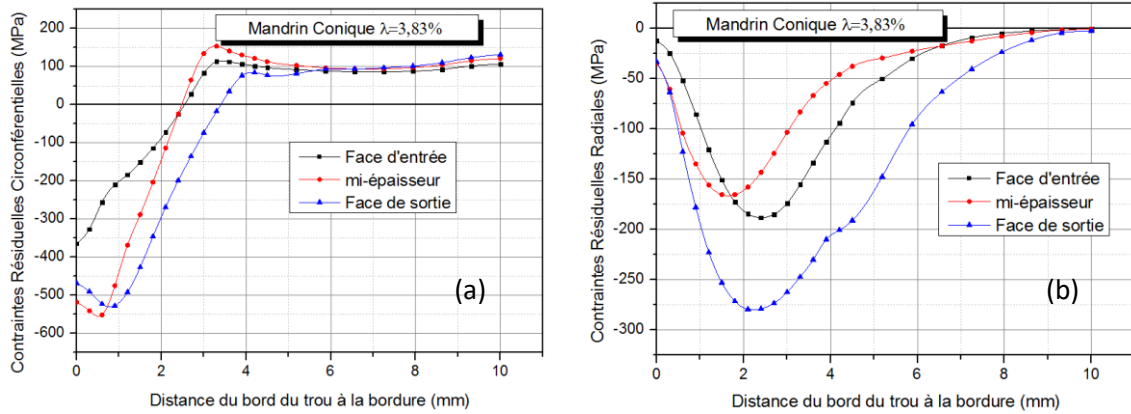 Mandrin Conique λ=3,83%
Contraintes Résiduelles Circonférentielles (MPa)
200
100
0
-100
-200
-300
-400
-500
-600
Face d'entrée
mi-épaisseur
Face de sortie
(a)
0
2
4
6
8
10
Distance du bord du trou à la bordure (mm)
Mandrin Conique λ=3,83%
Contraintes Résiduelles Radiales (MPa)
0
-50
-100
-150
-200
-250
-300
Face d'entrée
mi-épaisseur
Face de sortie
(b)
0
2
4
6
8
10
Distance du bord du trou à la bordure (mm)